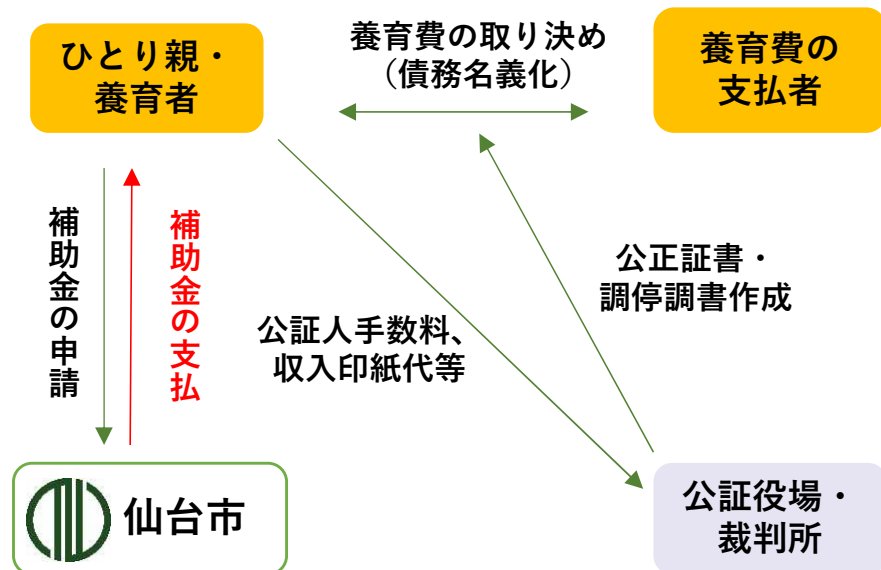 ひとり親・
養育者
養育費の取り決め
（債務名義化）
養育費の
支払者
補助金の申請
補助金の支払
公証人手数料、
収入印紙代等
公正証書・
調停調書作成
仙台市
公証役場・
裁判所